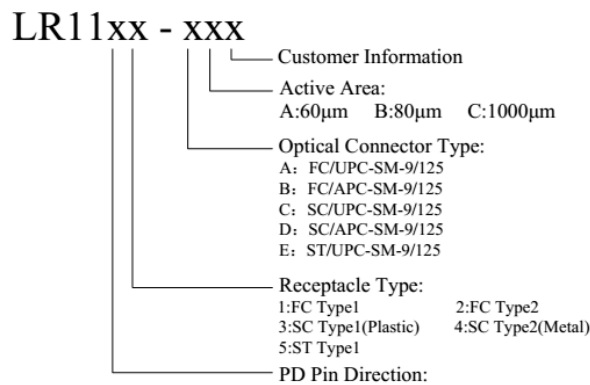 LR11xx - xxx
Customer Information
Active Area:
A:60μm B:80μm C:1000μm
Optical Connector Type:
A: FC/UPC-SM-9/125
B: FC/APC-SM-9/125
C: SC/UPC-SM-9/125
D: SC/APC-SM-9/125
E: ST/UPC-SM-9/125
Receptacle Type:
1:FC Type1 2:FC Type2
3:SC Type1(Plastic) 4:SC Type2(Metal)
5:ST Type1
PD Pin Direction: